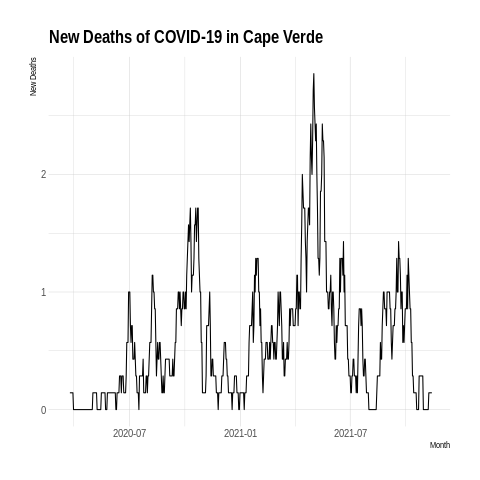 New Deaths of COVID-19 in Cape Verde
New Deaths
2
1
0
2020-07
2021-01
2021-07
Month